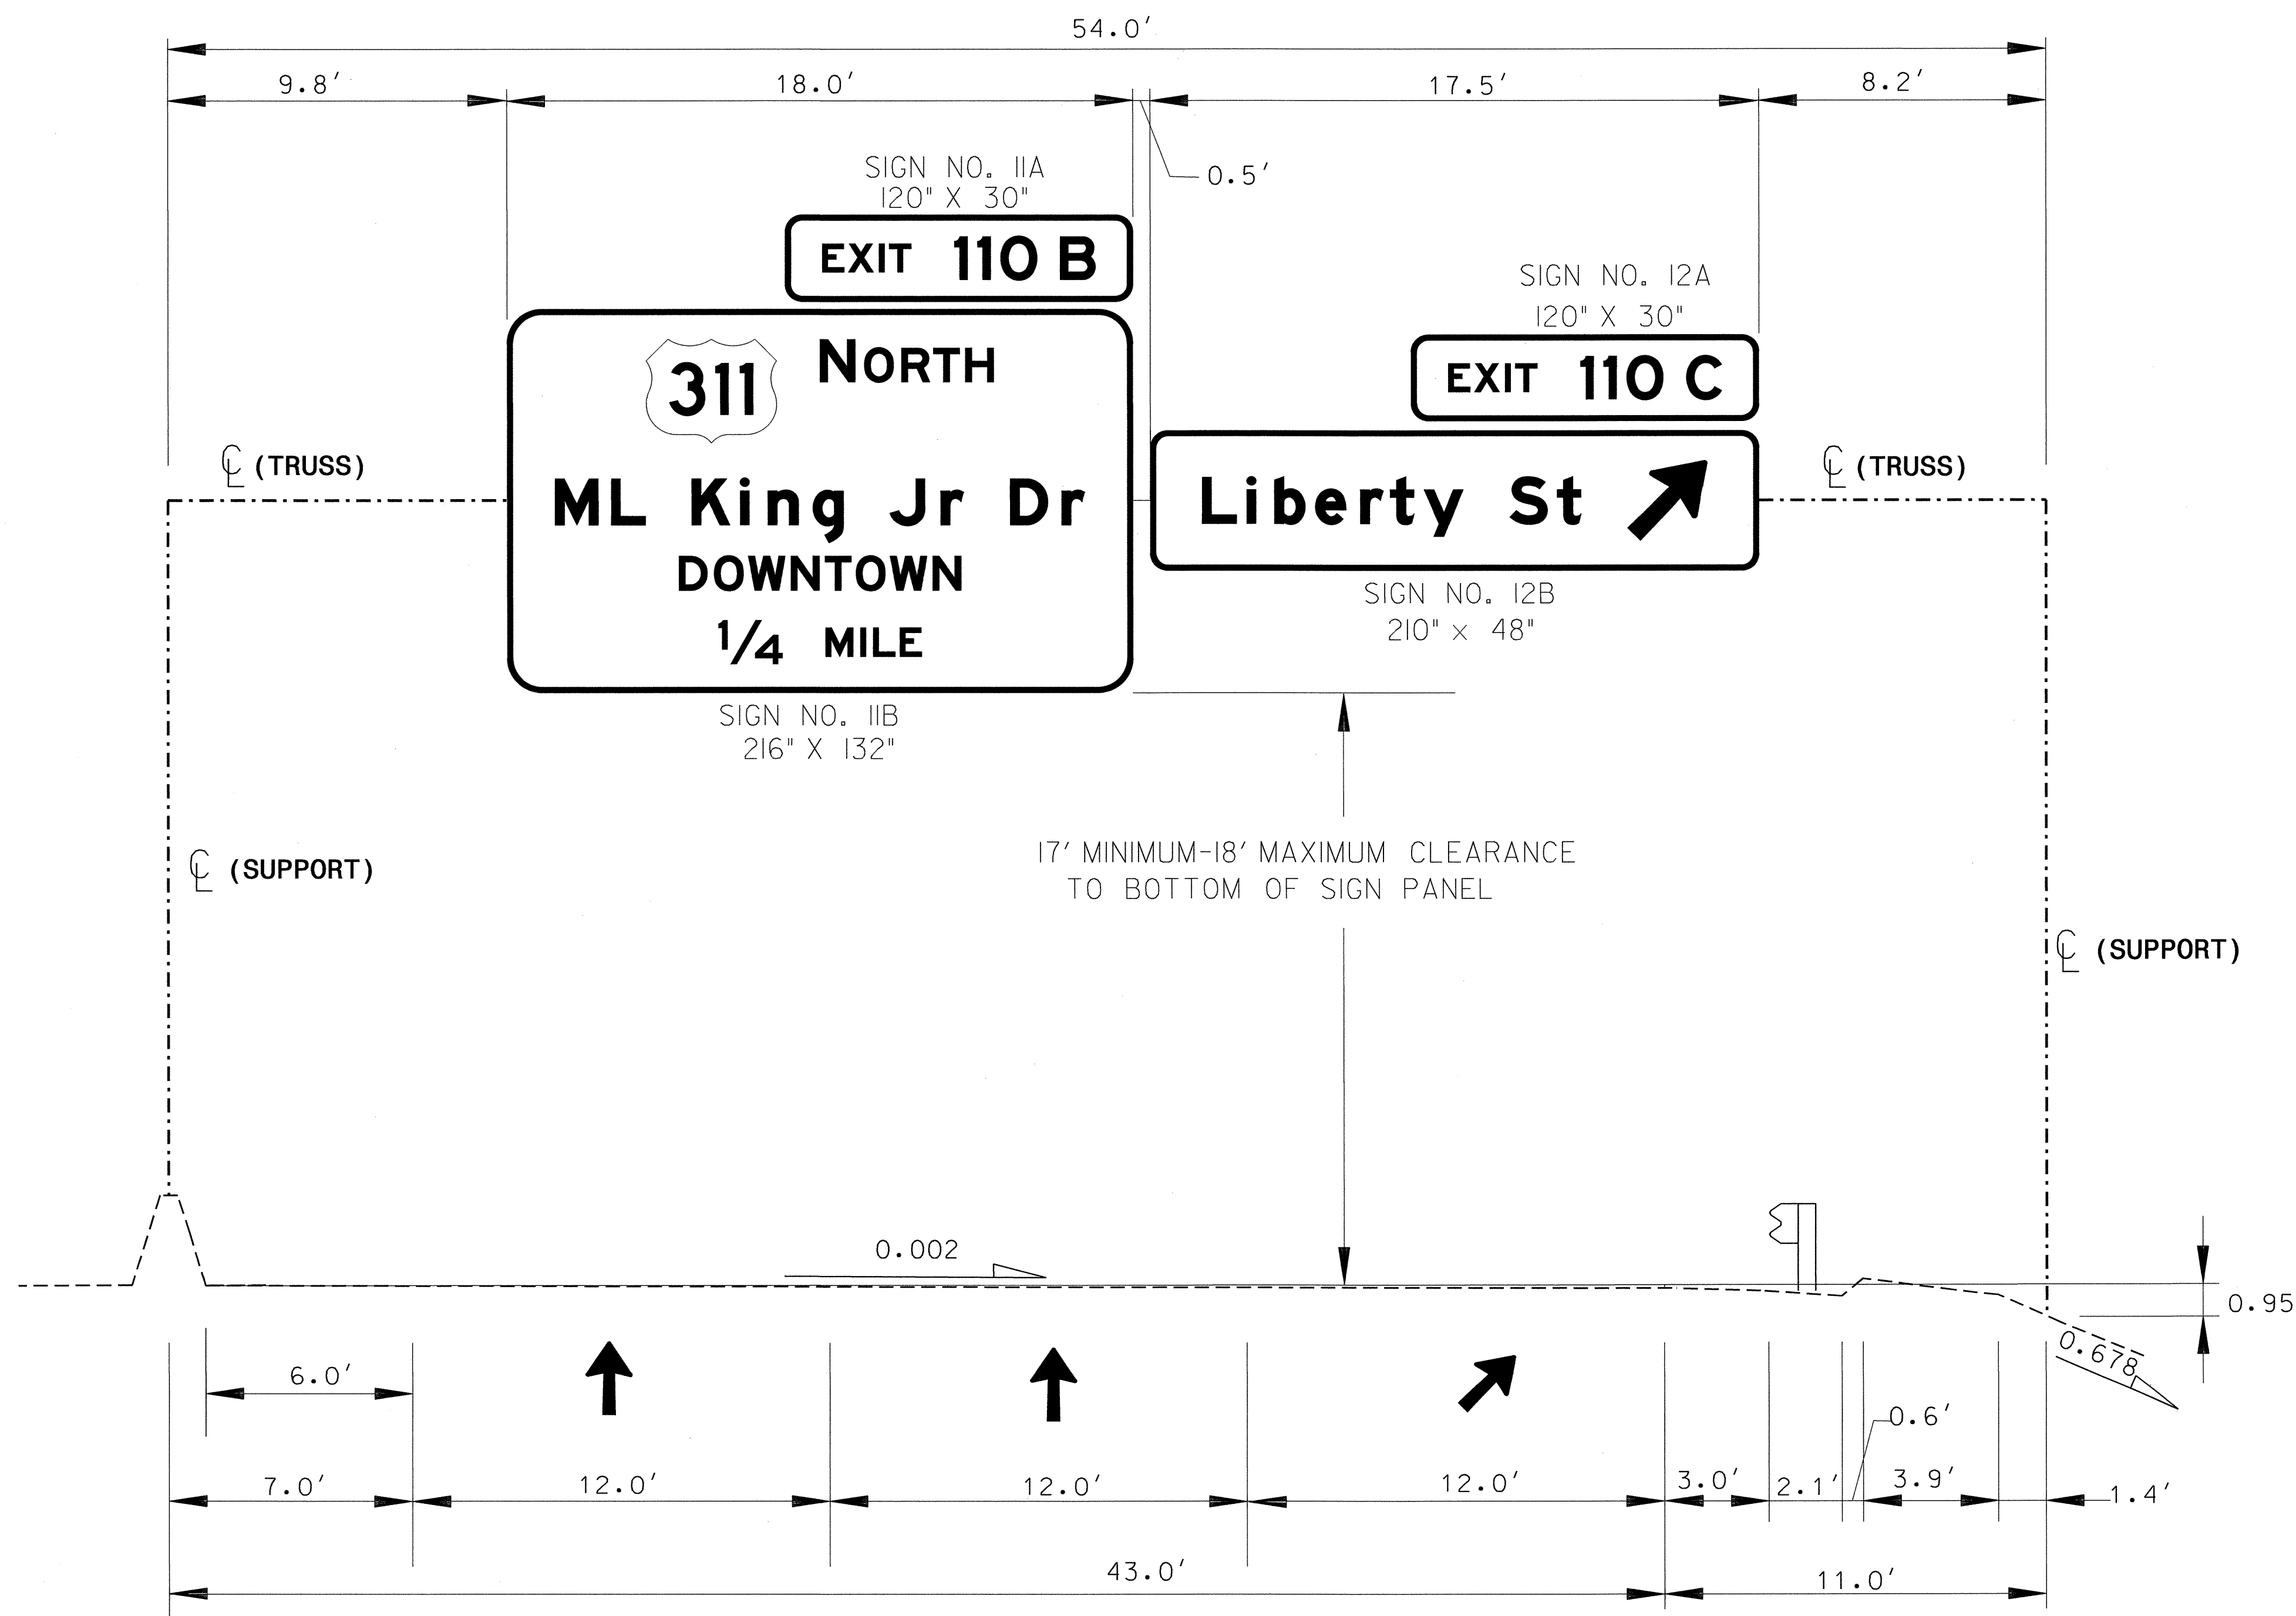 54.0'
9.8'
18.0'
17.5'
8.2'
0.5'
SIGN NO. 11A
120" X 30"
EXIT 110 B
SIGN NO. 12A
120" X 30"
EXIT 110 C
311 NORTH
ML King Jr Dr
DOWNTOWN
1/4 MILE
Liberty St
℄ (TRUSS)
℄ (TRUSS)
SIGN NO. 12B
210" x 48"
SIGN NO. 11B
216" X 132"
17' MINIMUM-18' MAXIMUM CLEARANCE
TO BOTTOM OF SIGN PANEL
℄ (SUPPORT)
℄ (SUPPORT)
0.002
0.95
0.678
6.0'
0.6'
7.0'
12.0'
12.0'
12.0'
3.0'
2.1'
3.9'
1.4'
43.0'
11.0'